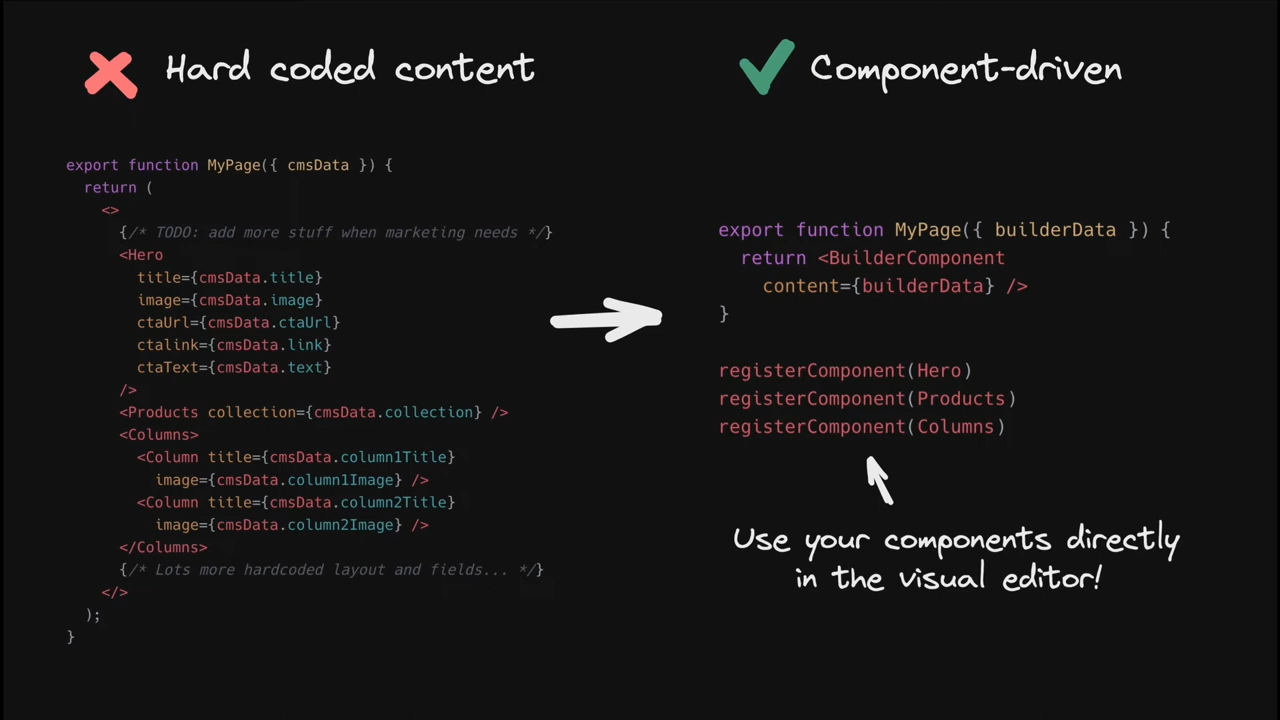 Hard coded content
export function MyPage({ cmsData }) {
  return (
    <>
      {/* TODO: add more stuff when marketing needs */}
      <Hero
        title={cmsData.title}
        image={cmsData.image}
        ctaUrl={cmsData.ctaUrl}
        ctalink={cmsData.link}
        ctaText={cmsData.text}
      />
      <Products collection={cmsData.collection} />
      <Columns>
        <Column title={cmsData.column1Title}
          image={cmsData.column1Image} />
        <Column title={cmsData.column2Title}
          image={cmsData.column2Image} />
      </Columns>
      {/* Lots more hardcoded layout and fields... */}
    </>
  );
}
Component-driven
export function MyPage({ builderData }) {
  return <BuilderComponent
    content={builderData} />
}
registerComponent(Hero)
registerComponent(Products)
registerComponent(Columns)
Use your components directly
in the visual editor!